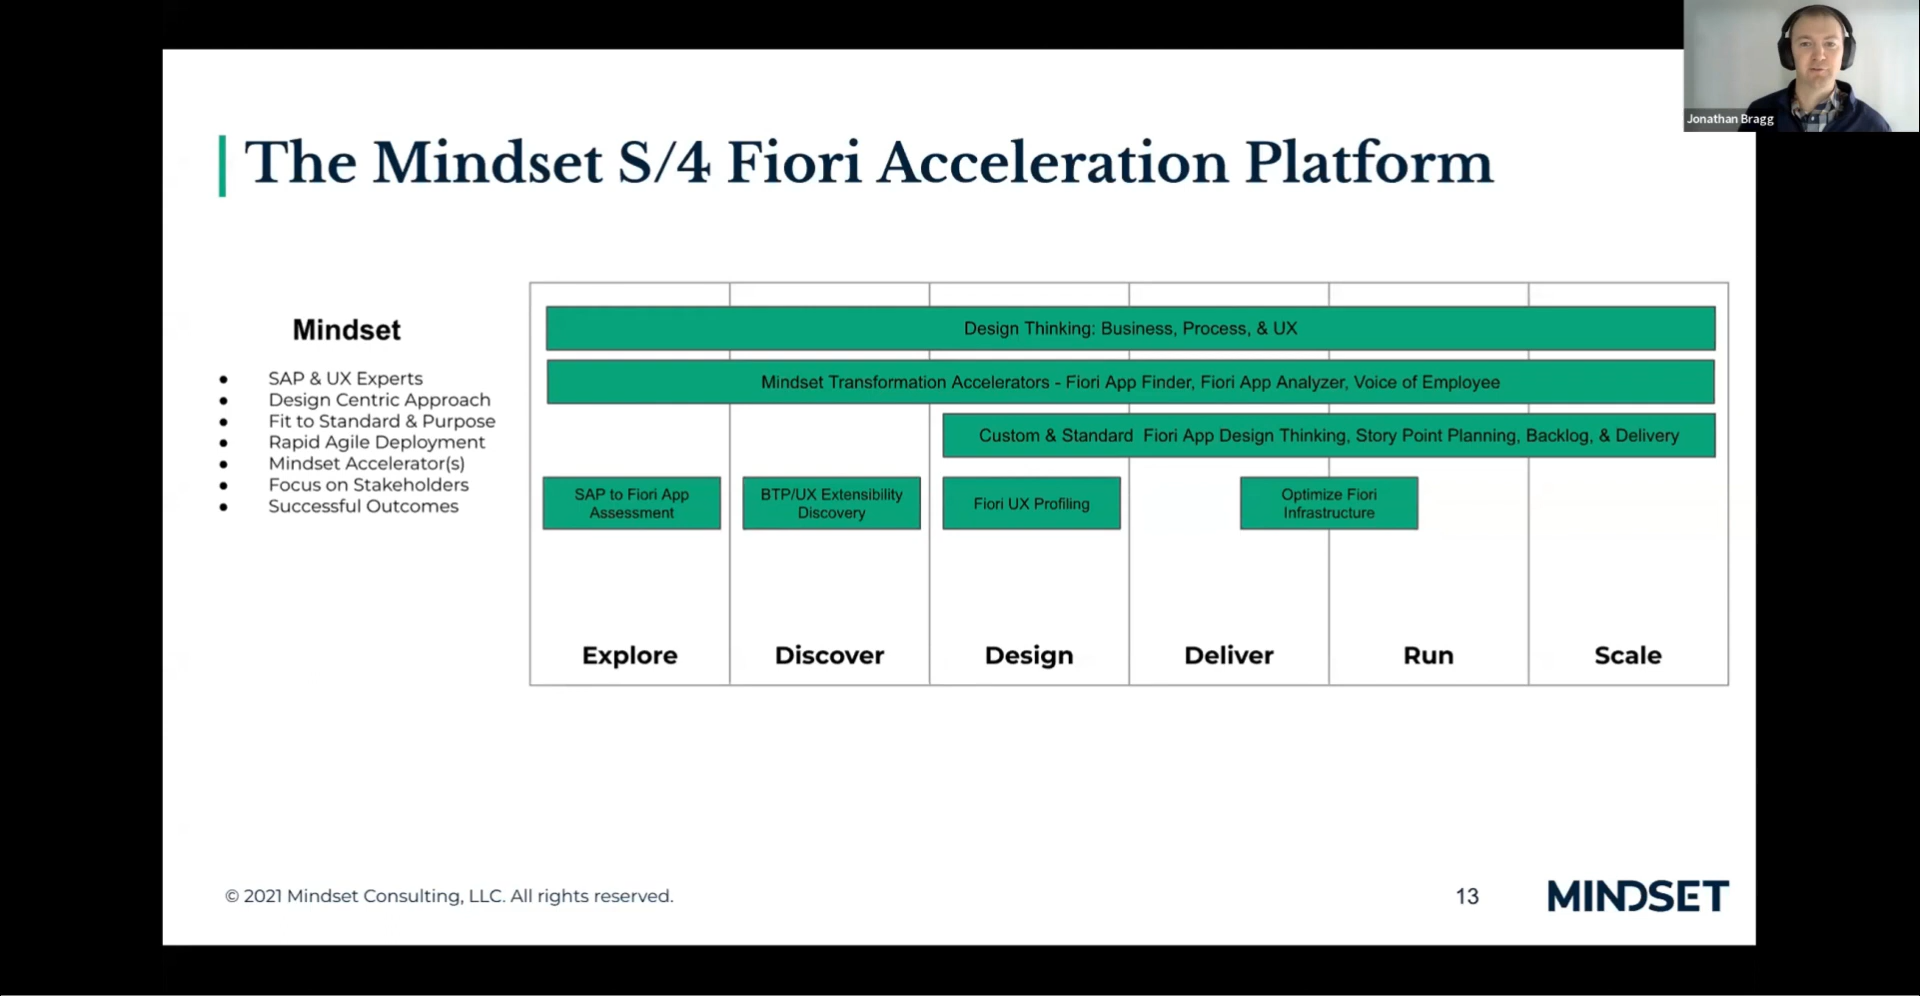 Jonathan Bragg
The Mindset S/4 Fiori Acceleration Platform
Mindset
● SAP & UX Experts
● Design Centric Approach
● Fit to Standard & Purpose
● Rapid Agile Deployment
● Mindset Accelerator(s)
● Focus on Stakeholders
● Successful Outcomes
Design Thinking: Business, Process, & UX
Mindset Transformation Accelerators - Fiori App Finder, Fiori App Analyzer, Voice of Employee
Custom & Standard Fiori App Design Thinking, Story Point Planning, Backlog, & Delivery
SAP to Fiori App
Assessment
BTP/UX Extensibility
Discovery
Fiori UX Profiling
Optimize Fiori
Infrastructure
Explore
Discover
Design
Deliver
Run
Scale
© 2021 Mindset Consulting, LLC. All rights reserved.
13
MINDSET